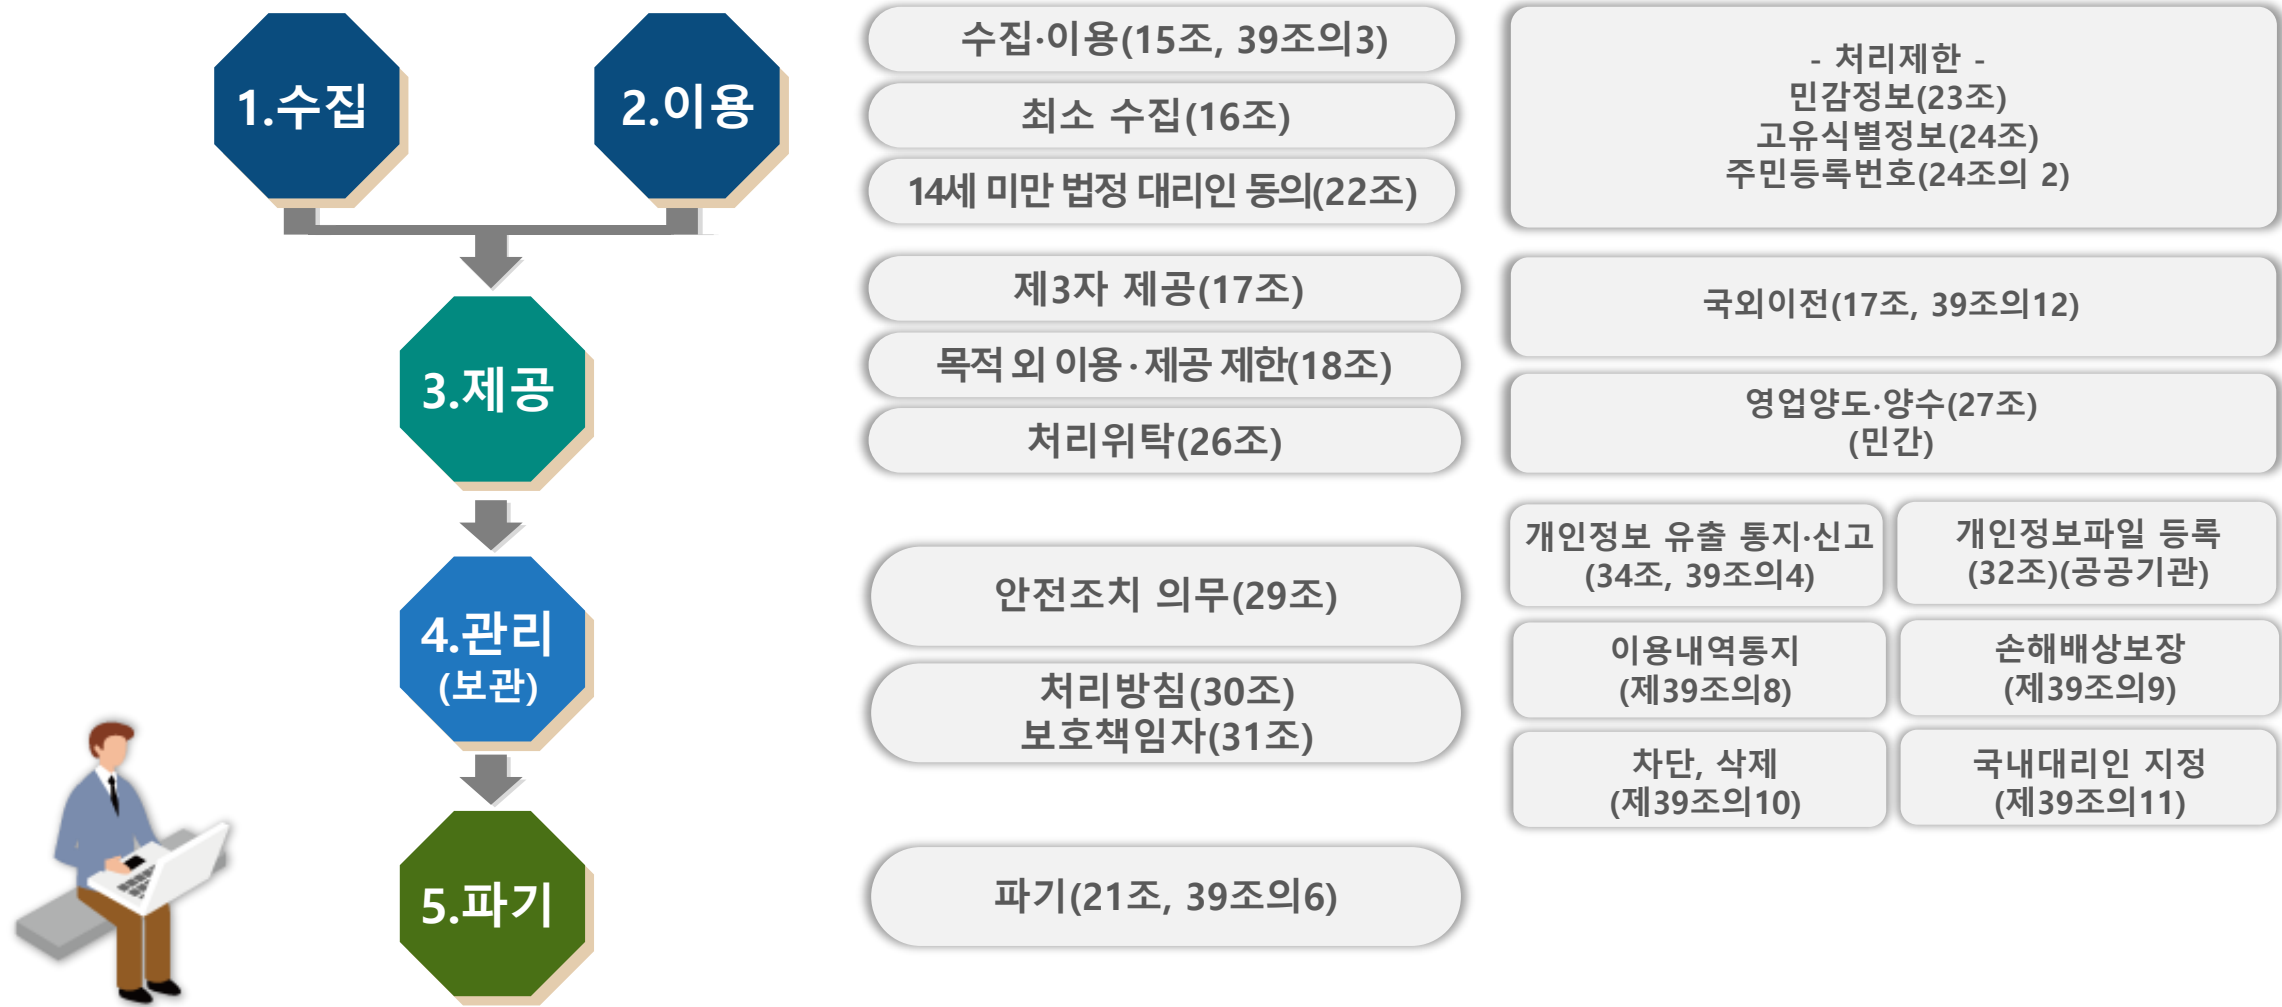 1.수집
2.이용
수집·이용(15조, 39조의3)
최소 수집(16조)
14세 미만 법정 대리인 동의(22조)
- 처리제한 -
민감정보(23조)
고유식별정보(24조)
주민등록번호(24조의 2)
3.제공
제3자 제공(17조)
목적 외 이용·제공 제한(18조)
처리위탁(26조)
국외이전(17조, 39조의12)
영업양도·양수(27조)
(민간)
4.관리
(보관)
안전조치 의무(29조)
처리방침(30조)
보호책임자(31조)
개인정보 유출 통지·신고
(34조, 39조의4)
개인정보파일 등록
(32조)(공공기관)
이용내역통지
(제39조의8)
손해배상보장
(제39조의9)
차단, 삭제
(제39조의10)
국내대리인 지정
(제39조의11)
5.파기
파기(21조, 39조의6)